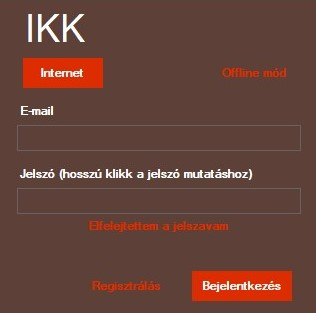 IKK
Internet Offline mód
E-mail
Jelszó (hosszú klikk a jelszó mutatáshoz)
Elfelejtettem a jelszavam
Regisztrálás Bejelentkezés